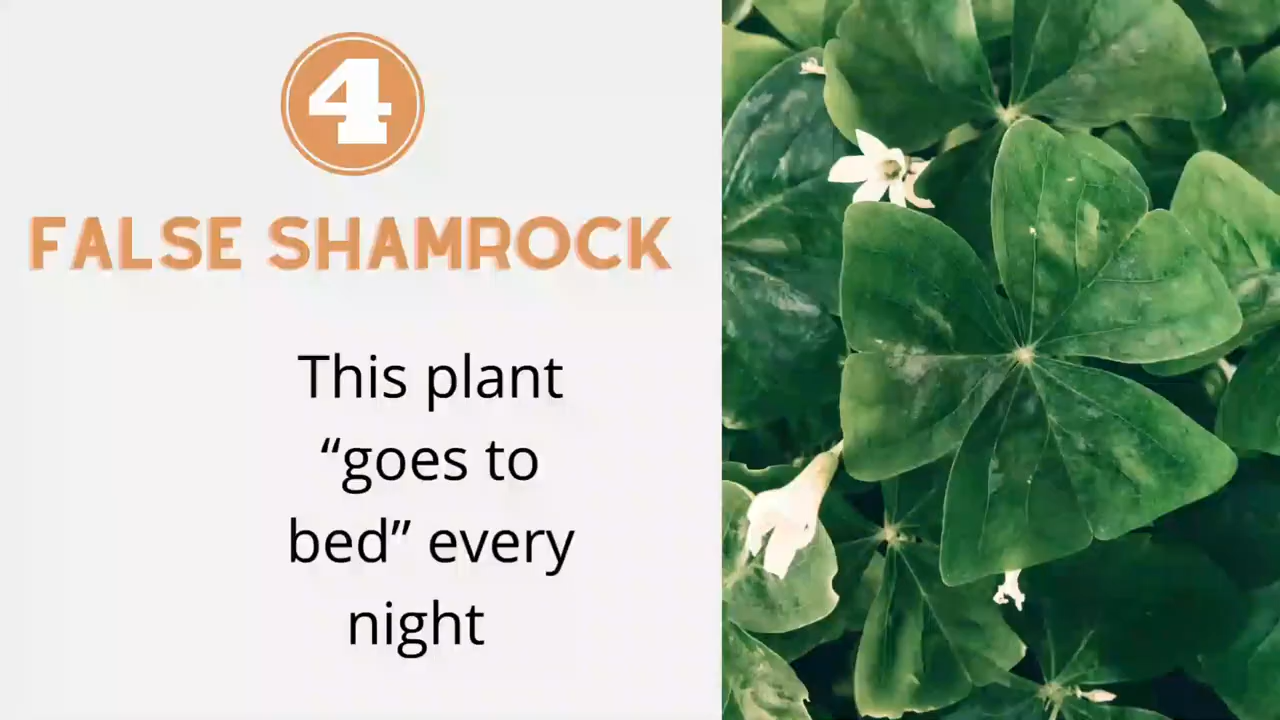 4
FALSE SHAMROCK
This plant
“goes to
bed” every
night